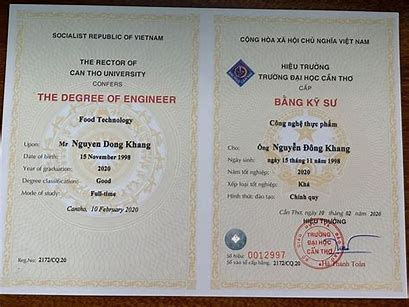 SOCIALIST REPUBLIC OF VIETNAM
THE RECTOR OF
CAN THO UNIVERSITY
CONFERS
THE DEGREE OF ENGINEER
Food Technology
Upon: Mr Nguyen Dong Khang
Date of birth: 15 November 1998
Year of graduation: 2020
Degree classification: Good
Mode of study: Full-time
Cantho, 10 February 2020
Reg.No: 2172/CQ.20
CỘNG HÒA XÃ HỘI CHỦ NGHĨA VIỆT NAM
HIỆU TRƯỞNG
TRƯỜNG ĐẠI HỌC CẦN THƠ
CẤP
BẰNG KỸ SƯ
Công nghệ thực phẩm
Cho: Ông Nguyễn Đông Khang
Ngày sinh: ngày 15 tháng 11 năm 1998
Năm tốt nghiệp: 2020
Xếp loại tốt nghiệp: Khá
Hình thức đào tạo: Chính quy
Cần Thơ, ngày 10 tháng 02 năm 2020
HIỆU TRƯỞNG
TRƯỜNG
ĐẠI HỌC
CẦN THƠ
Số hiệu: 0012997
Số vào sổ cấp bằng: 2172/CQ.20
Hà Thanh Toàn